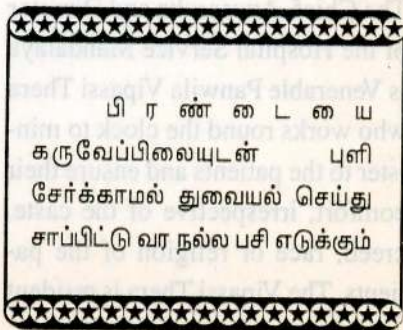 பிரண்டையை
கருவேப்பிலையுடன் புளி
சேர்க்காமல் துவையல் செய்து
சாப்பிட்டு வர நல்ல பசி எடுக்கும்